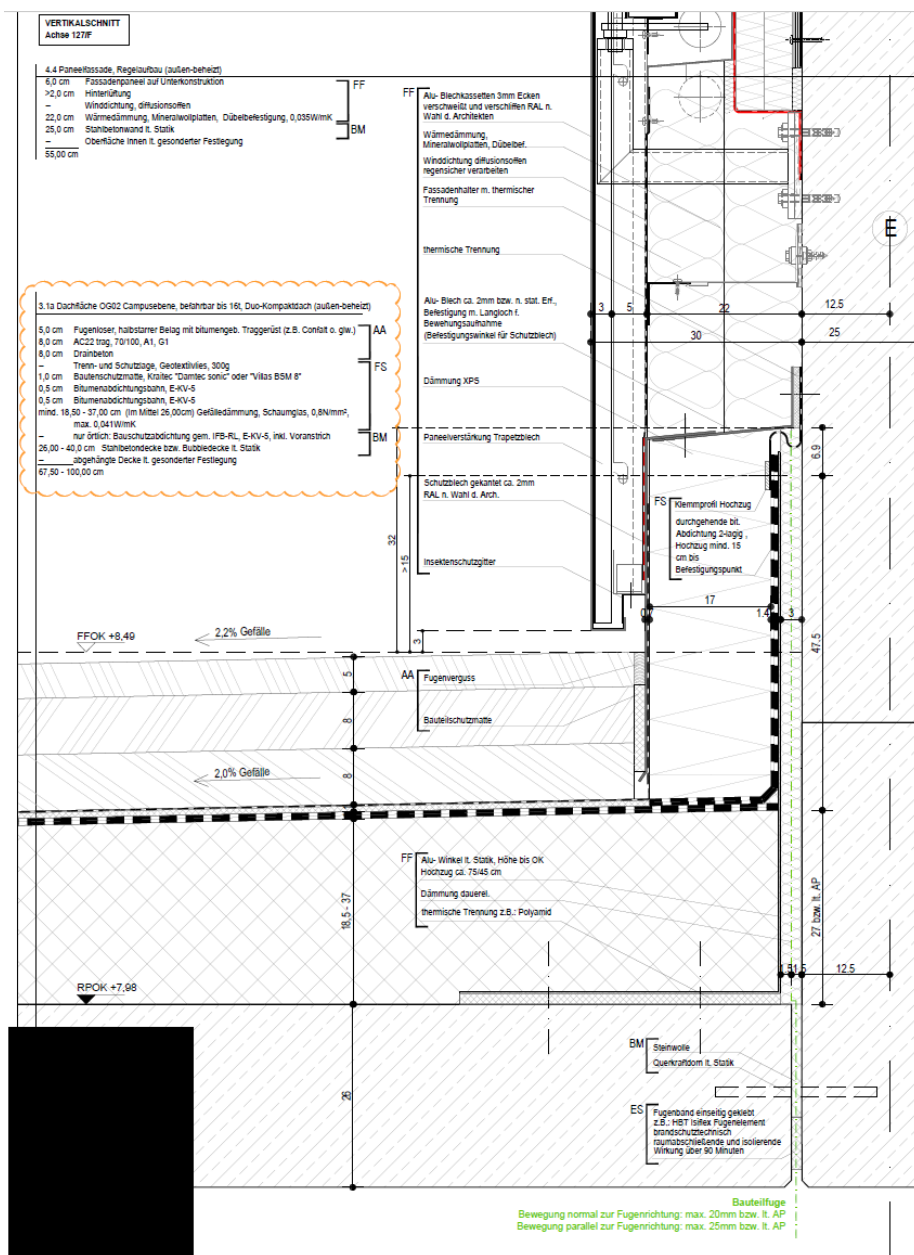 VERTIKALSCHNITT
Achse 127/F
4.4 Paneelfassade, Regelaufbau (außen-beheizt)
6,0 cm Fassadenpaneel auf Unterkonstruktion
>2,0 cm Hinterlüftung
– Winddichtung, diffusionsoffen
22,0 cm Wärmedämmung, Mineralwollplatten, Dübelbefestigung, 0,035W/mK
25,0 cm Stahlbetonwand lt. Statik
– Oberfläche innen lt. gesonderter Festlegung
55,00 cm
FF
BM
3.1a Dachfläche OG02 Campusebene, befahrbar bis 16t, Duo-Kompaktdach (außen-beheizt)
5,0 cm Fugenloser, halbstarrer Belag mit bitumengeb. Traggerüst (z.B. Confalt o. glw.)
8,0 cm AC22 trag, 70/100, A1, G1
8,0 cm Drainbeton
– Trenn- und Schutzlage, Geotextilvlies, 300g
1,0 cm Bautenschutzmatte, Kraitec "Damtec sonic" oder "Villas BSM 8"
0,5 cm Bitumenabdichtungsbahn, E-KV-5
0,5 cm Bitumenabdichtungsbahn, E-KV-5
mind. 18,50 - 37,00 cm (im Mittel 26,00cm) Gefälledämmung, Schaumglas, 0,8N/mm²,
max. 0,041W/mK
– nur örtlich: Bauschutzabdichtung gem. IFB-RL, E-KV-5, inkl. Voranstrich
26,00 - 40,0 cm Stahlbetondecke bzw. Bubbledecke lt. Statik
– abgehängte Decke lt. gesonderter Festlegung
67,50 - 100,00 cm
AA
FS
BM
FF
Alu- Blechkassetten 3mm Ecken
verschweißt und verschliffen RAL n.
Wahl d. Architekten
Wärmedämmung,
Mineralwollplatten, Dübelbef.
Winddichtung diffusionsoffen
regensicher verarbeiten
Fassadenhalter m. thermischer
Trennung
thermische Trennung
Alu- Blech ca. 2mm bzw. n. stat. Erf.,
Befestigung m. Langloch f.
Bewehungsaufnahme
(Befestigungswinkel für Schutzblech)
Dämmung XPS
Paneelverstärkung Trapetzblech
Schutzblech gekantet ca. 2mm
RAL n. Wahl d. Arch.
Insektenschutzgitter
E
3
5
22
12.5
30
25
6.9
FS
Klemmprofil Hochzug
durchgehende bit.
Abdichtung 2-lagig ,
Hochzug mind. 15
cm bis
Befestigungspunkt
32
>15
3
17
1.4
3
47.5
FFOK +8,49
2,2% Gefälle
5
8
8
2,0% Gefälle
AA
Fugenverguss
Bauteilschutzmatte
FF
Alu- Winkel lt. Statik, Höhe bis OK
Hochzug ca. 75/45 cm
Dämmung dauerel.
thermische Trennung z.B.: Polyamid
18,5 - 37
27 bzw. lt. AP
1.5
12.5
RPOK +7,98
26
BM
Steinwolle
Querkraftdorn lt. Statik
ES
Fugenband einseitig geklebt
z.B.: HBT Isiflex Fugenelement
brandschutztechnisch
raumabschließende und isolierende
Wirkung über 90 Minuten
Bauteilfuge
Bewegung normal zur Fugenrichtung: max. 20mm bzw. lt. AP
Bewegung parallel zur Fugenrichtung: max. 25mm bzw. lt. AP